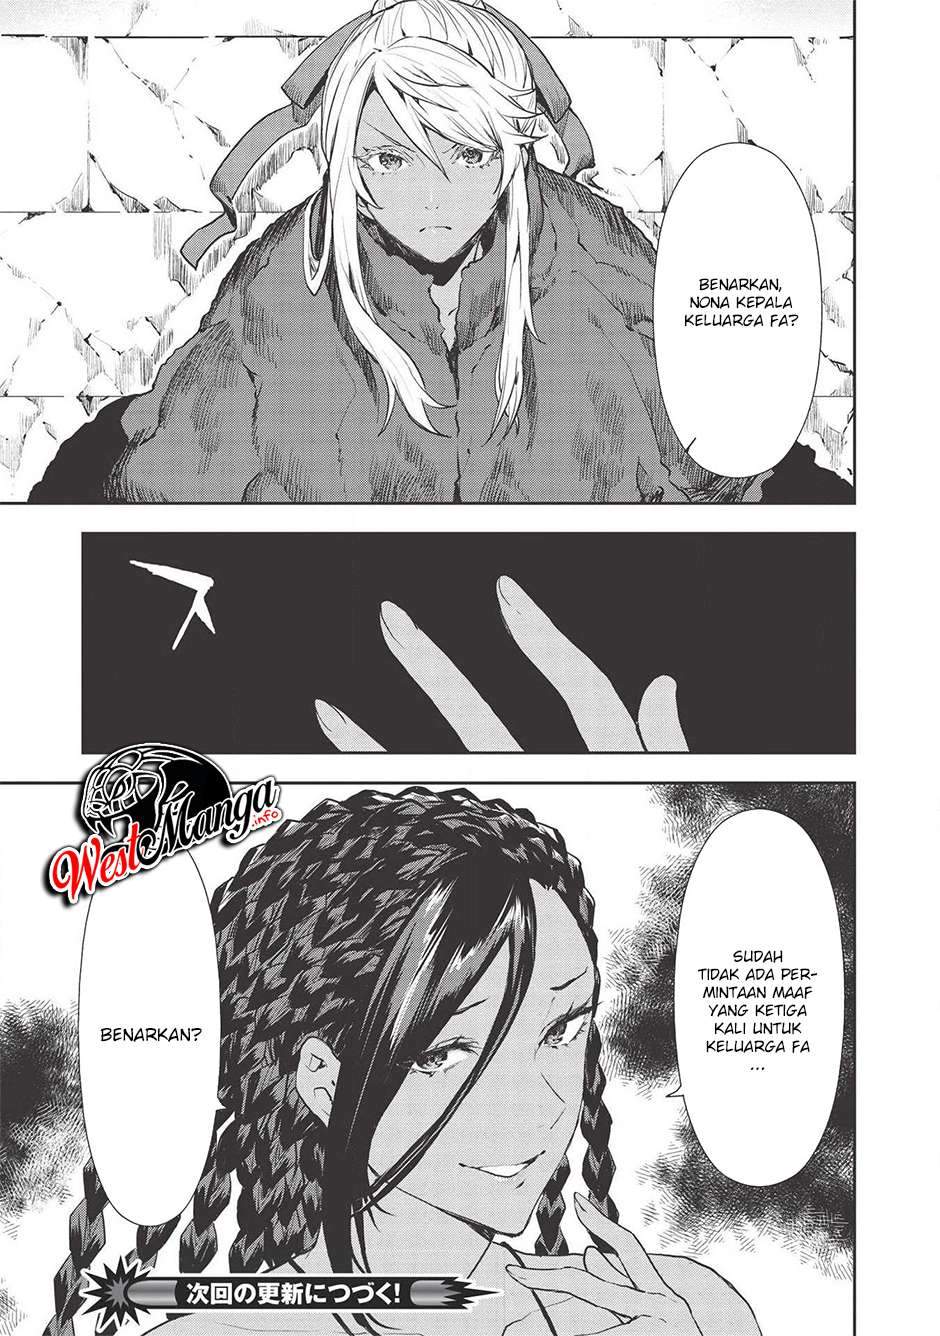 BENARKAN,
NONA KEPALA
KELUARGA FA?
ス
WestManga.info
SUDAH
TIDAK ADA PER-
MINTAAN MAAF
YANG KETIGA
KALI UNTUK
KELUARGA FA
...
BENARKAN?
次回の更新につづく!